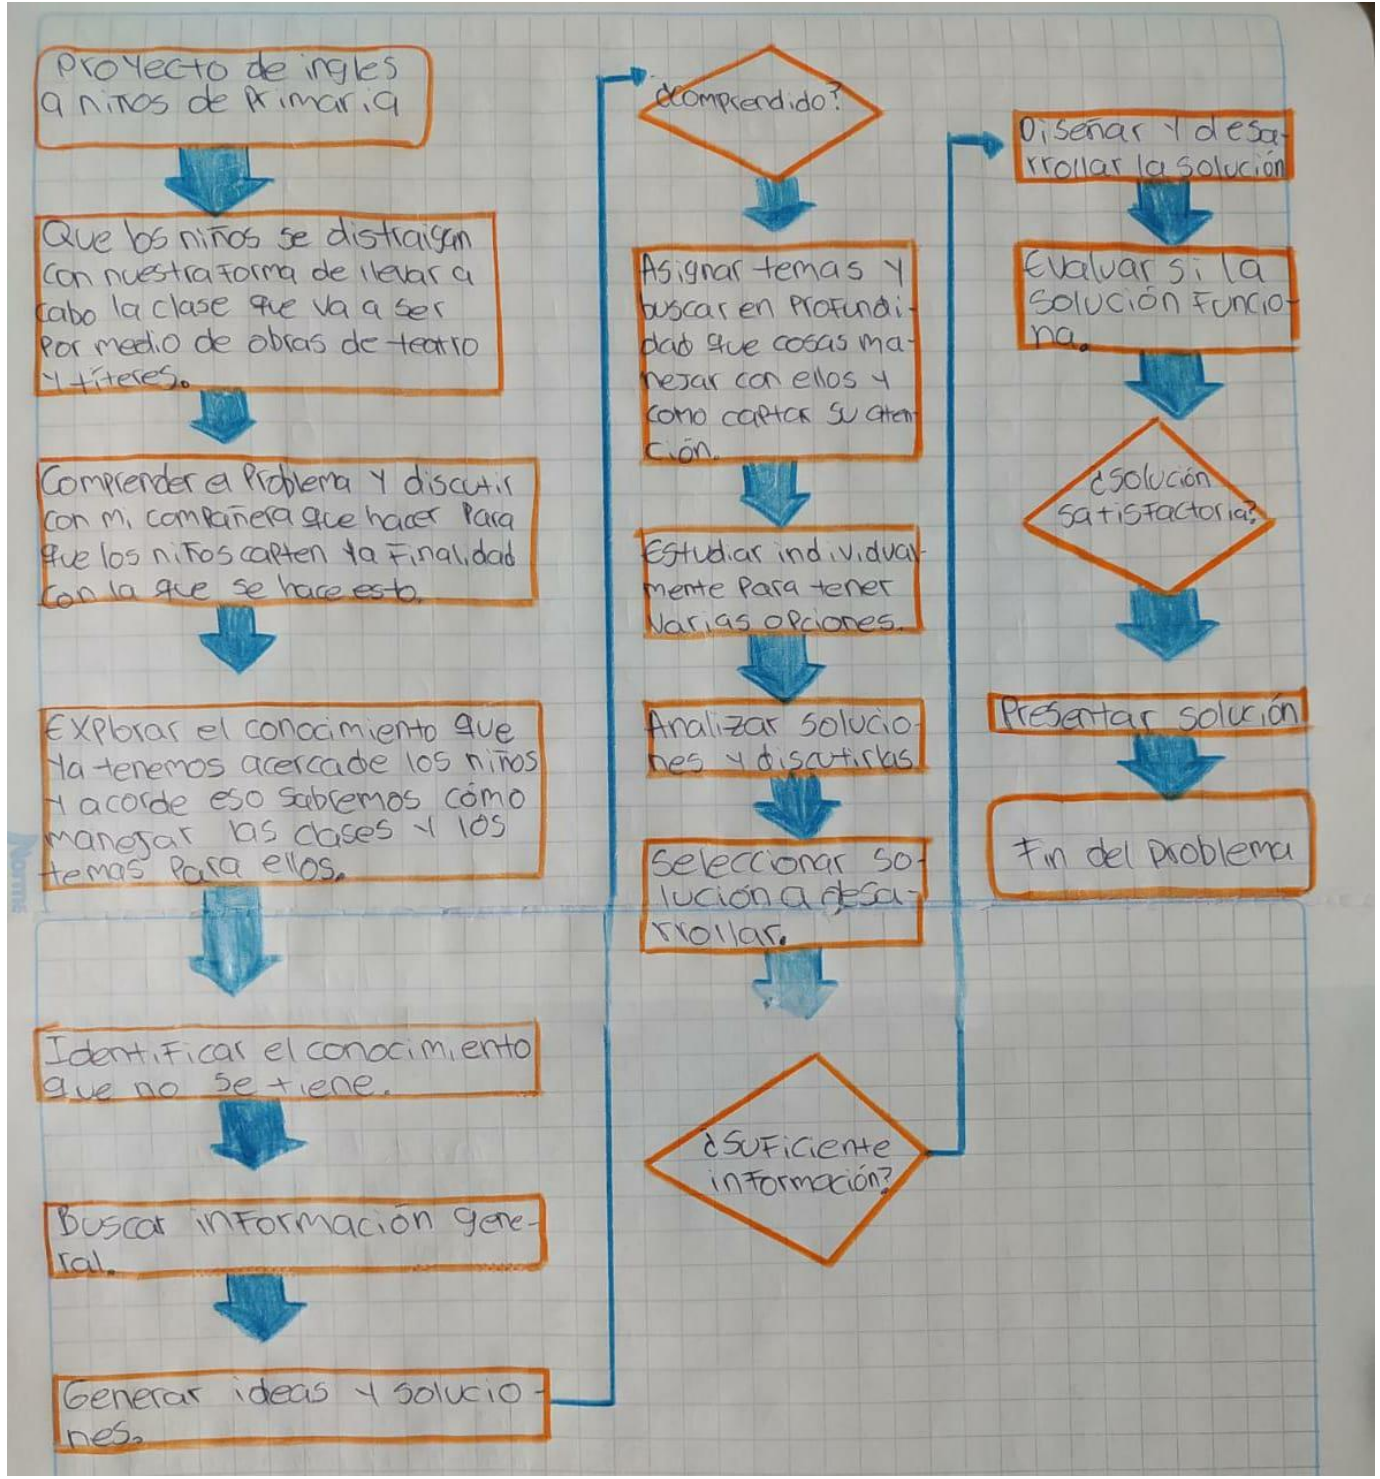 Proyecto de ingles
a niños de primaria
Que los niños se distraigan
con nuestra forma de llevar a
cabo la clase que va a ser
por medio de obras de teatro
y títeres.
Comprender el problema y discutir
con mi compañera que hacer para
que los niños capten la finalidad
con la que se hace esto.
Explorar el conocimiento que
ya tenemos acerca de los niños
y acorde eso sabremos cómo
manejar las clases y los
temas para ellos.
Identificar el conocimiento
que no se tiene.
Buscar información gene-
ral.
Generar ideas y solucio-
nes.
¿Comprendido?
Asignar temas y
buscar en profundi-
dad que cosas ma-
nejar con ellos y
como captar su aten-
ción.
Estudiar individual-
mente para tener
varias opciones.
Analizar solucio-
nes y discutirlas
Seleccionar so-
lución a desa-
rrollar.
¿Suficiente
información?
Diseñar y desa-
rrollar la solución
Evaluar si la
solución funcio-
na.
¿Solución
satisfactoria?
Presentar solución
Fin del problema
Norma